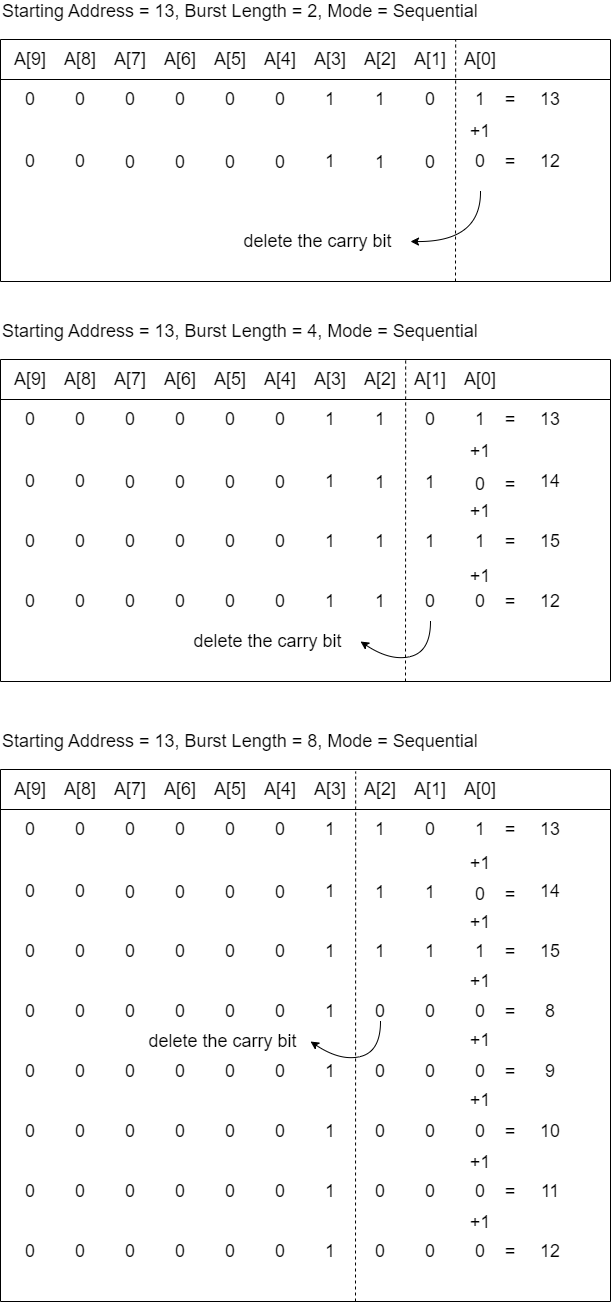 Starting Address = 13, Burst Length = 2, Mode = Sequential
A[9] A[8] A[7] A[6] A[5] A[4] A[3] A[2] A[1] A[0]
0 0 0 0 0 0 1 1 0 1 = 13
+1
0 0 0 0 0 0 1 1 0 0 = 12
delete the carry bit
Starting Address = 13, Burst Length = 4, Mode = Sequential
A[9] A[8] A[7] A[6] A[5] A[4] A[3] A[2] A[1] A[0]
0 0 0 0 0 0 1 1 0 1 = 13
+1
0 0 0 0 0 0 1 1 1 0 = 14
+1
0 0 0 0 0 0 1 1 1 1 = 15
+1
0 0 0 0 0 0 1 1 0 0 = 12
delete the carry bit
Starting Address = 13, Burst Length = 8, Mode = Sequential
A[9] A[8] A[7] A[6] A[5] A[4] A[3] A[2] A[1] A[0]
0 0 0 0 0 0 1 1 0 1 = 13
+1
0 0 0 0 0 0 1 1 1 0 = 14
+1
0 0 0 0 0 0 1 1 1 1 = 15
+1
0 0 0 0 0 0 1 0 0 0 = 8
delete the carry bit +1
0 0 0 0 0 0 1 0 0 0 = 9
+1
0 0 0 0 0 0 1 0 0 0 = 10
+1
0 0 0 0 0 0 1 0 0 0 = 11
+1
0 0 0 0 0 0 1 0 0 0 = 12